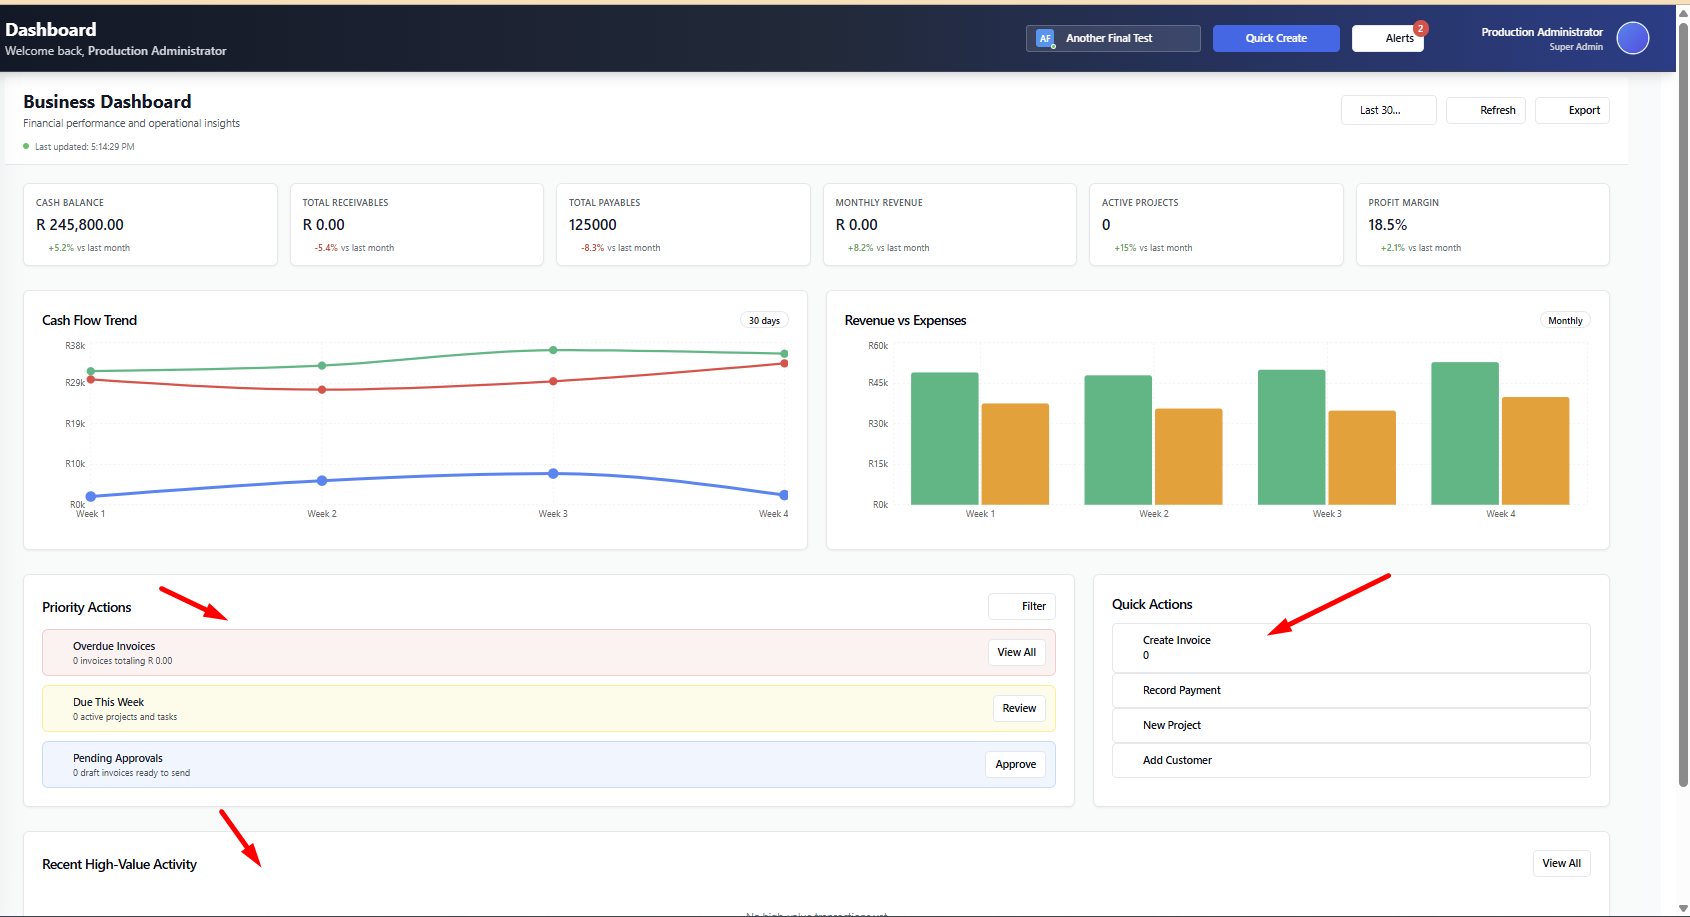 Dashboard
Welcome back, Production Administrator
AF
Another Final Test
Quick Create
Alerts
2
Production Administrator
Super Admin
Business Dashboard
Financial performance and operational insights
Last updated: 5:14:29 PM
Last 30...
Refresh
Export
CASH BALANCE
R 245,800.00
+5.2% vs last month
TOTAL RECEIVABLES
R 0.00
-5.4% vs last month
TOTAL PAYABLES
125000
-8.3% vs last month
MONTHLY REVENUE
R 0.00
+8.2% vs last month
ACTIVE PROJECTS
0
+15% vs last month
PROFIT MARGIN
18.5%
+2.1% vs last month
Cash Flow Trend
30 days
R38k
R29k
R19k
R10k
R0k
Week 1
Week 2
Week 3
Week 4
Revenue vs Expenses
Monthly
R60k
R45k
R30k
R15k
R0k
Week 1
Week 2
Week 3
Week 4
Priority Actions
Filter
Overdue Invoices
0 invoices totaling R 0.00
View All
Due This Week
0 active projects and tasks
Review
Pending Approvals
0 draft invoices ready to send
Approve
Quick Actions
Create Invoice
0
Record Payment
New Project
Add Customer
Recent High-Value Activity
View All
No high-value transactions yet